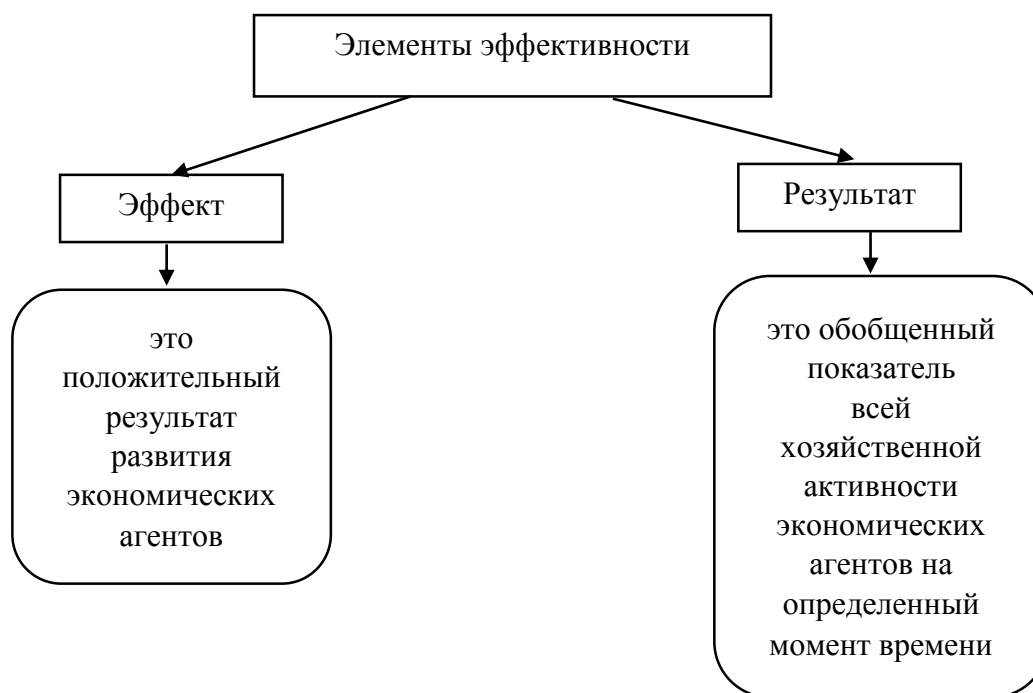 Элементы эффективности
Эффект
Результат
это
положительный
результат
развития
экономических
агентов
это обобщенный
показатель
всей
хозяйственной
активности
экономических
агентов на
определенный
момент времени